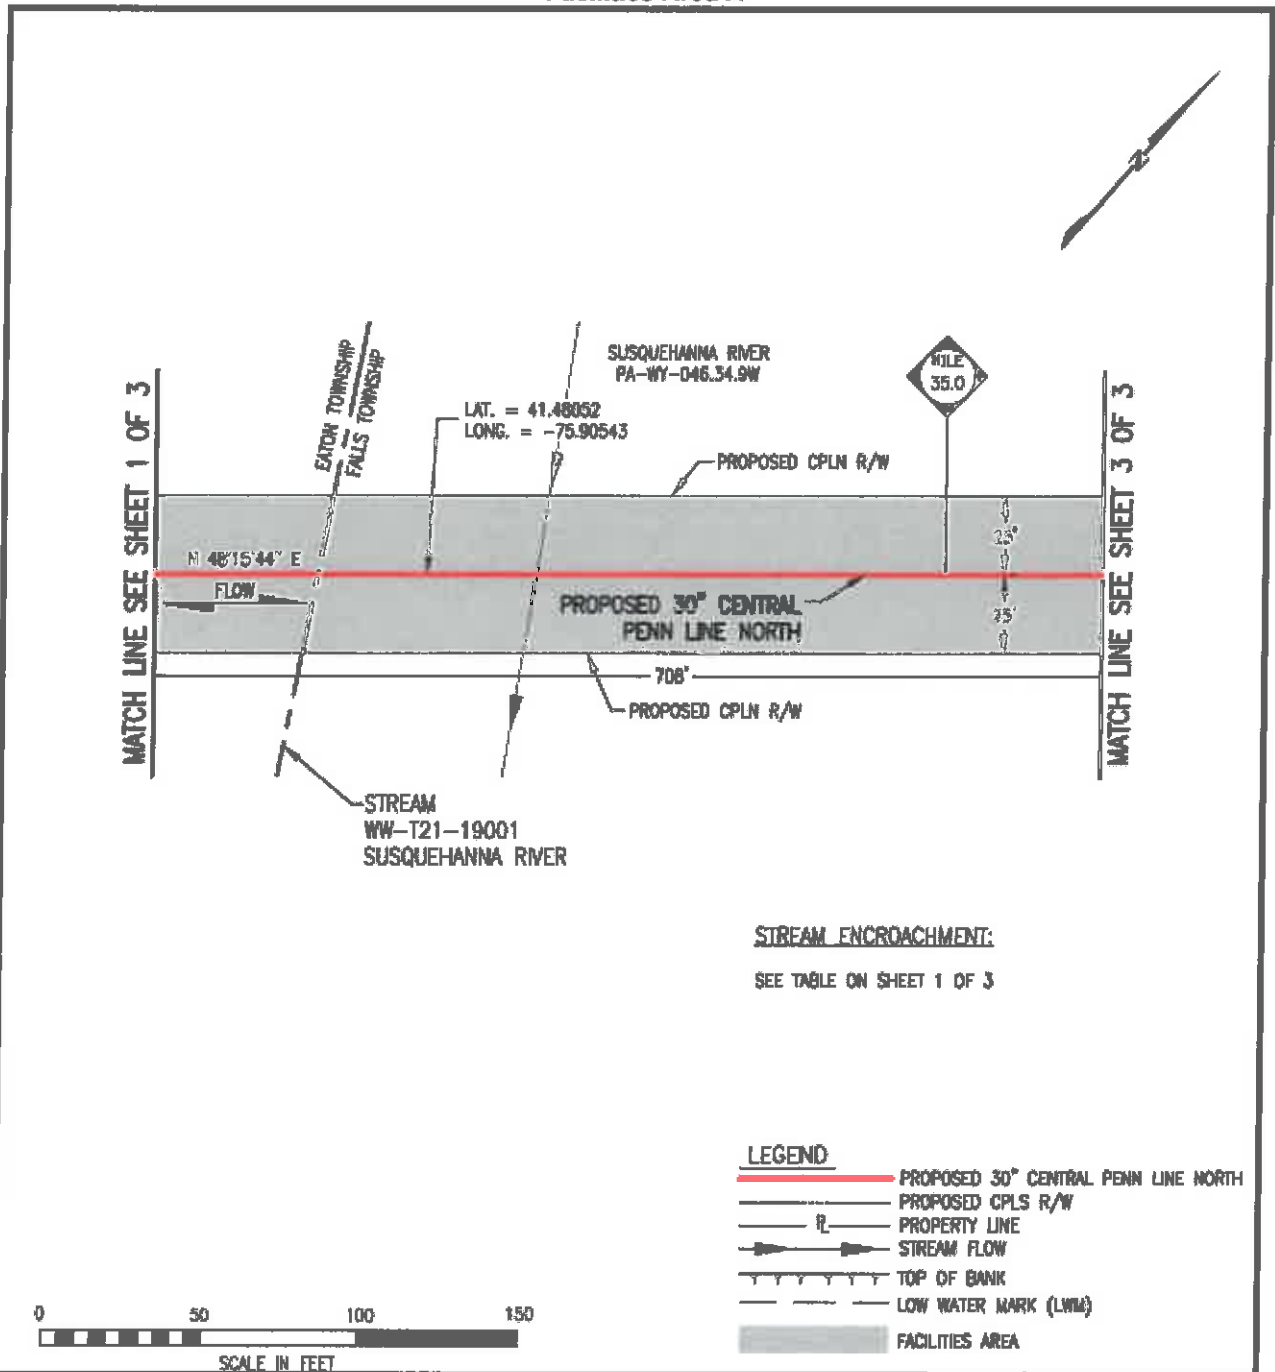 MATCH LINE SEE SHEET 1 OF 3
EATON TOWNSHIP
FALLS TOWNSHIP
LAT. = 41.48052
LONG. = -75.90543
SUSQUEHANNA RIVER
PA-WY-046.34.9W
MILE
35.0
N
PROPOSED CPLN R/W
N 48°15'44" E
FLOW
PROPOSED 30" CENTRAL
PENN LINE NORTH
25'
25'
708'
PROPOSED CPLN R/W
MATCH LINE SEE SHEET 3 OF 3
STREAM
WW-T21-19001
SUSQUEHANNA RIVER
STREAM ENCROACHMENT:
SEE TABLE ON SHEET 1 OF 3
LEGEND
PROPOSED 30" CENTRAL PENN LINE NORTH
PROPOSED CPLS R/W
PL PROPERTY LINE
STREAM FLOW
TOP OF BANK
LOW WATER MARK (LWM)
FACILITIES AREA
0 50 100 150
SCALE IN FEET